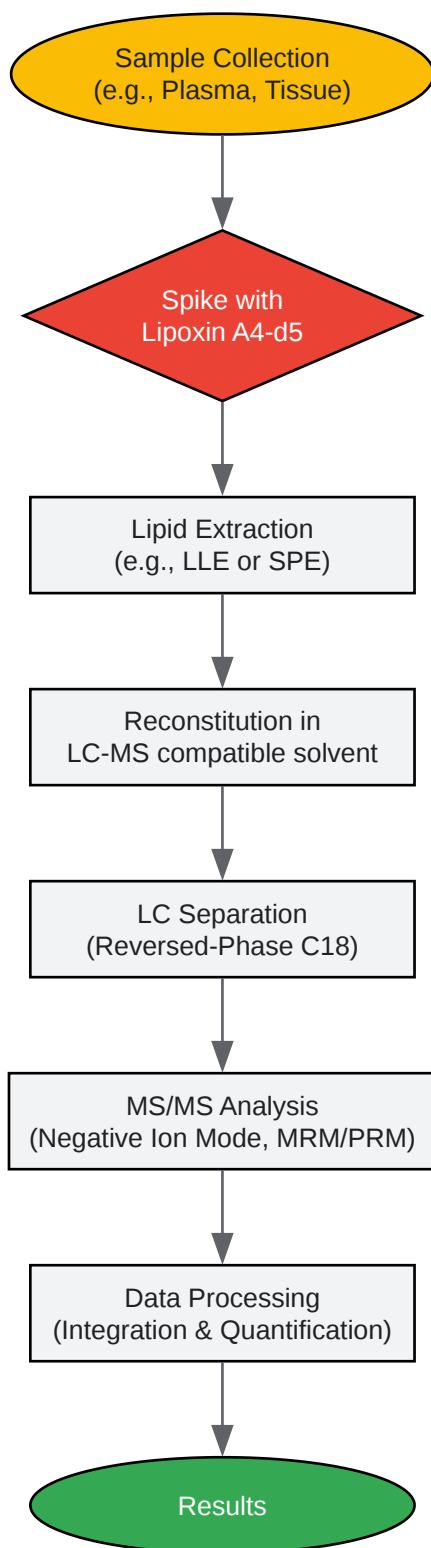 Sample Collection
(e.g., Plasma, Tissue)
Spike with
Lipoxin A4-d5
Lipid Extraction
(e.g., LLE or SPE)
Reconstitution in
LC-MS compatible solvent
LC Separation
(Reversed-Phase C18)
MS/MS Analysis
(Negative Ion Mode, MRM/PRM)
Data Processing
(Integration & Quantification)
Results